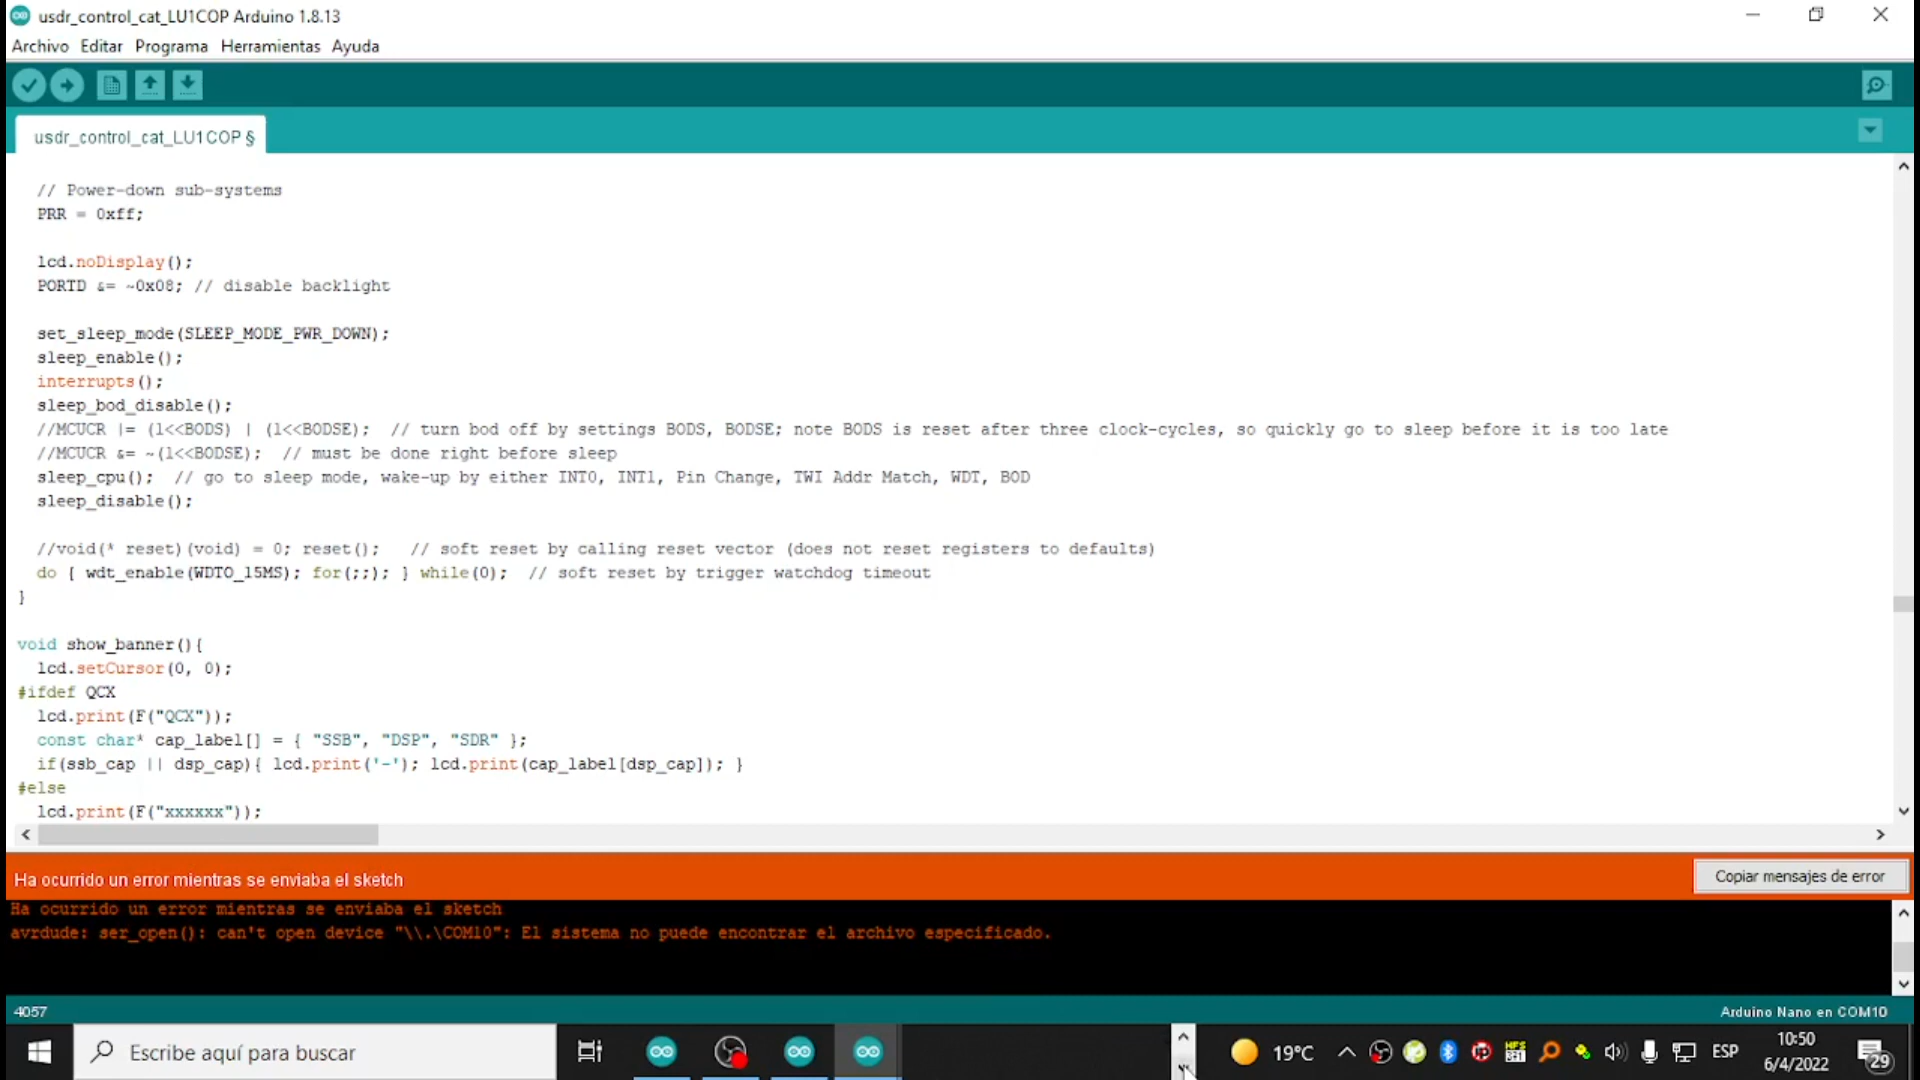 usdr_control_cat_LU1COP Arduino 1.8.13
Archivo Editar Programa Herramientas Ayuda
usdr_control_cat_LU1COP §
// Power-down sub-systems
PRR = 0xff;
lcd.noDisplay();
PORTD &= ~0x08; // disable backlight
set_sleep_mode(SLEEP_MODE_PWR_DOWN);
sleep_enable();
interrupts();
sleep_bod_disable();
//MCUCR |= (1<<BODS) | (1<<BODSE);  // turn bod off by settings BODS, BODSE; note BODS is reset after three clock-cycles, so quickly go to sleep before it is too late
//MCUCR &= ~(1<<BODSE);  // must be done right before sleep
sleep_cpu();  // go to sleep mode, wake-up by either INT0, INT1, Pin Change, TWI Addr Match, WDT, BOD
sleep_disable();
//void(* reset)(void) = 0; reset();   // soft reset by calling reset vector (does not reset registers to defaults)
do { wdt_enable(WDTO_15MS); for(;;); } while(0);  // soft reset by trigger watchdog timeout
}
void show_banner(){
lcd.setCursor(0, 0);
#ifdef QCX
lcd.print(F("QCX"));
const char* cap_label[] = { "SSB", "DSP", "SDR" };
if(ssb_cap || dsp_cap){ lcd.print('-'); lcd.print(cap_label[dsp_cap]); }
#else
lcd.print(F("xxxxxx"));
Ha ocurrido un error mientras se enviaba el sketch
Copiar mensajes de error
Ha ocurrido un error mientras se enviaba el sketch
avrdude: ser_open(): can't open device "\\.\COM10": El sistema no puede encontrar el archivo especificado.
4057
Arduino Nano en COM10
Escribe aquí para buscar
19°C
ESP
10:50
6/4/2022
29